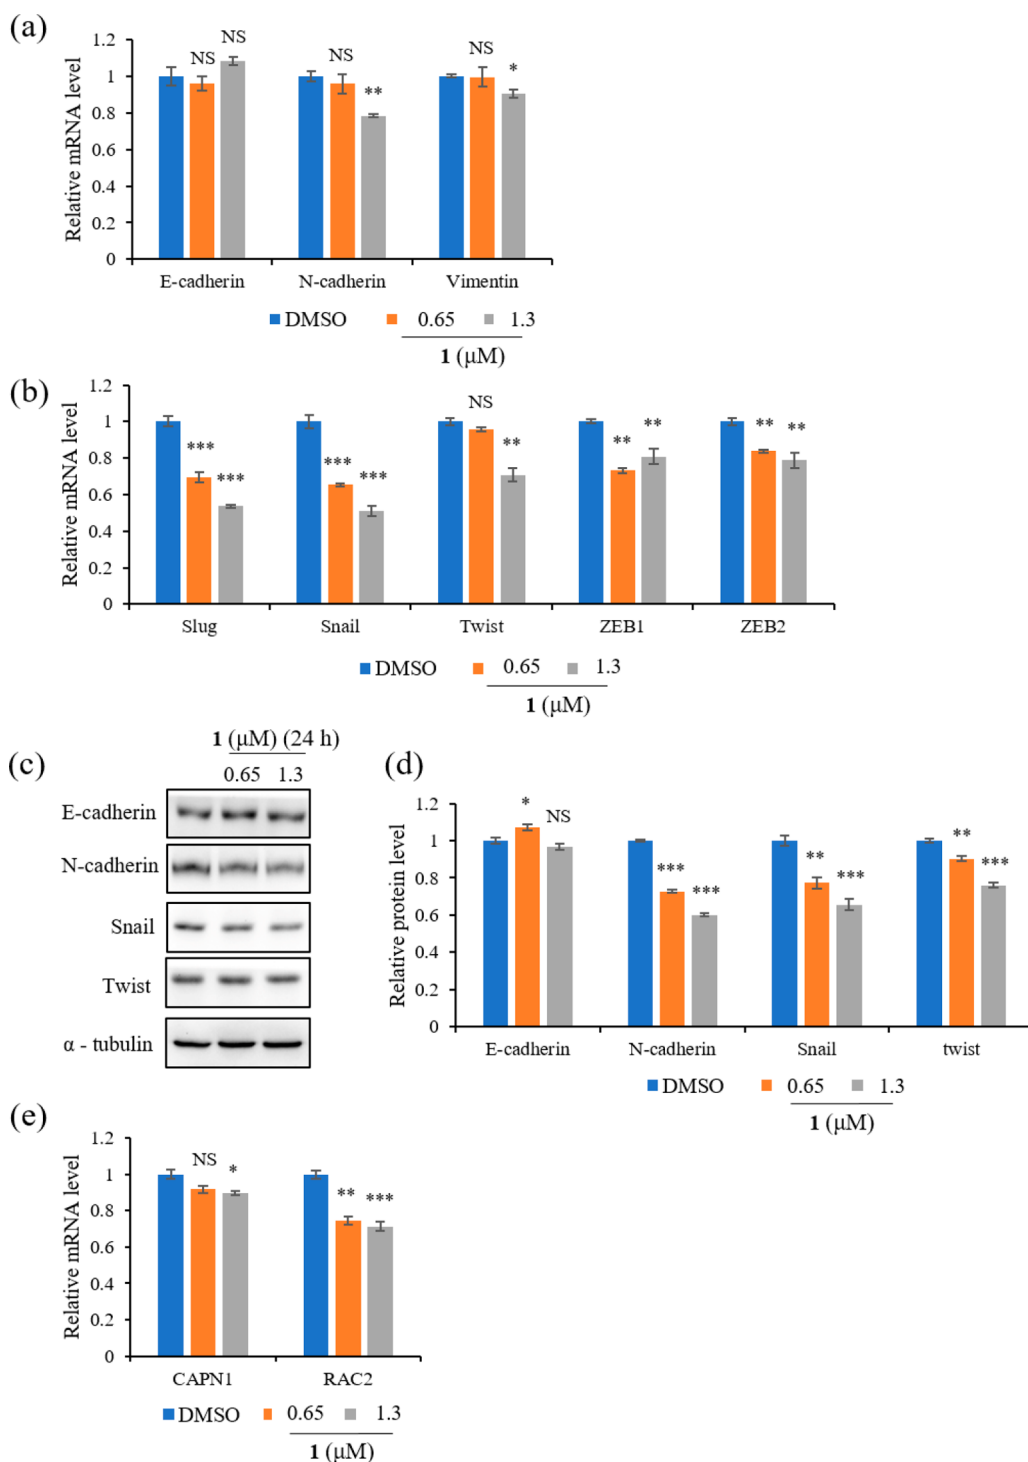 (a)
1.2
1
0.8
0.6
0.4
0.2
0
Relative mRNA level
NS NS
NS **
NS *
E-cadherin N-cadherin Vimentin
DMSO 0.65 1.3
1 (μM)
(b)
1.2
1
0.8
0.6
0.4
0.2
0
Relative mRNA level
*** ***
*** ***
NS **
** **
** **
Slug Snail Twist ZEB1 ZEB2
DMSO 0.65 1.3
1 (μM)
(c)
1 (μM) (24 h)
0.65 1.3
E-cadherin
N-cadherin
Snail
Twist
α - tubulin
(d)
1.2
1
0.8
0.6
0.4
0.2
0
Relative protein level
* NS
*** ***
** ***
** ***
E-cadherin N-cadherin Snail twist
DMSO 0.65 1.3
1 (μM)
(e)
1.2
1
0.8
0.6
0.4
0.2
0
Relative mRNA level
NS *
** ***
CAPN1 RAC2
DMSO 0.65 1.3
1 (μM)